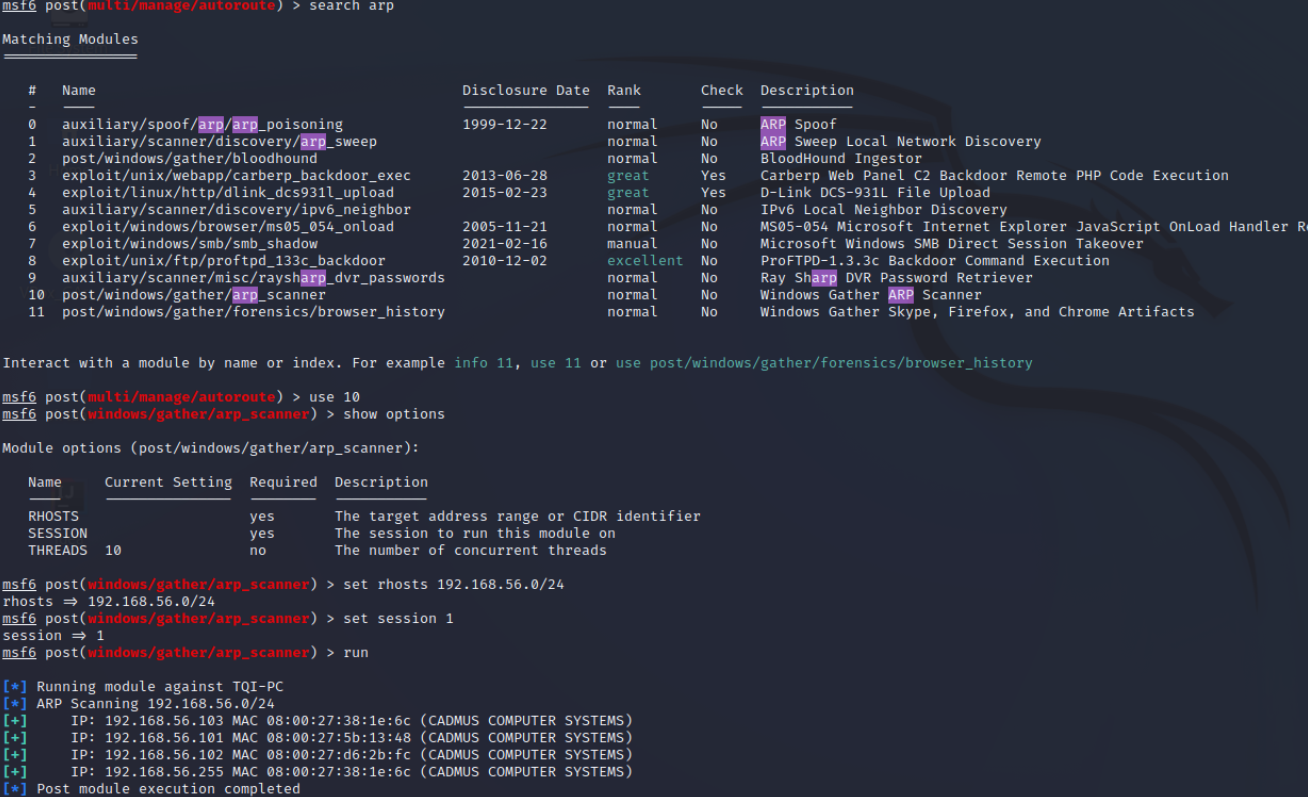 msf6 post(multi/manage/autoroute) > search arp
Matching Modules
# Name Disclosure Date Rank Check Description
- ---- --------------- ---- ----- -----------
0 auxiliary/spoof/arp/arp_poisoning 1999-12-22 normal No ARP Spoof
1 auxiliary/scanner/discovery/arp_sweep normal No ARP Sweep Local Network Discovery
2 post/windows/gather/bloodhound normal No BloodHound Ingestor
3 exploit/unix/webapp/carberp_backdoor_exec 2013-06-28 great Yes Carberp Web Panel C2 Backdoor Remote PHP Code Execution
4 exploit/linux/http/dlink_dcs931l_upload 2015-02-23 great Yes D-Link DCS-931L File Upload
5 auxiliary/scanner/discovery/ipv6_neighbor normal No IPv6 Local Neighbor Discovery
6 exploit/windows/browser/ms05_054_onload 2005-11-21 normal No MS05-054 Microsoft Internet Explorer JavaScript OnLoad Handler R
7 exploit/windows/smb/smb_shadow 2021-02-16 manual No Microsoft Windows SMB Direct Session Takeover
8 exploit/unix/ftp/proftpd_133c_backdoor 2010-12-02 excellent No ProFTPD-1.3.3c Backdoor Command Execution
9 auxiliary/scanner/misc/raysharp_dvr_passwords normal No Ray Sharp DVR Password Retriever
10 post/windows/gather/arp_scanner normal No Windows Gather ARP Scanner
11 post/windows/gather/forensics/browser_history normal No Windows Gather Skype, Firefox, and Chrome Artifacts
Interact with a module by name or index. For example info 11, use 11 or use post/windows/gather/forensics/browser_history
msf6 post(multi/manage/autoroute) > use 10
msf6 post(windows/gather/arp_scanner) > show options
Module options (post/windows/gather/arp_scanner):
Name Current Setting Required Description
---- --------------- -------- -----------
RHOSTS yes The target address range or CIDR identifier
SESSION yes The session to run this module on
THREADS 10 no The number of concurrent threads
msf6 post(windows/gather/arp_scanner) > set rhosts 192.168.56.0/24
rhosts => 192.168.56.0/24
msf6 post(windows/gather/arp_scanner) > set session 1
session => 1
msf6 post(windows/gather/arp_scanner) > run
[*] Running module against TQI-PC
[*] ARP Scanning 192.168.56.0/24
[+] IP: 192.168.56.103 MAC 08:00:27:38:1e:6c (CADMUS COMPUTER SYSTEMS)
[+] IP: 192.168.56.101 MAC 08:00:27:5b:13:48 (CADMUS COMPUTER SYSTEMS)
[+] IP: 192.168.56.102 MAC 08:00:27:d6:2b:fc (CADMUS COMPUTER SYSTEMS)
[+] IP: 192.168.56.255 MAC 08:00:27:38:1e:6c (CADMUS COMPUTER SYSTEMS)
[*] Post module execution completed